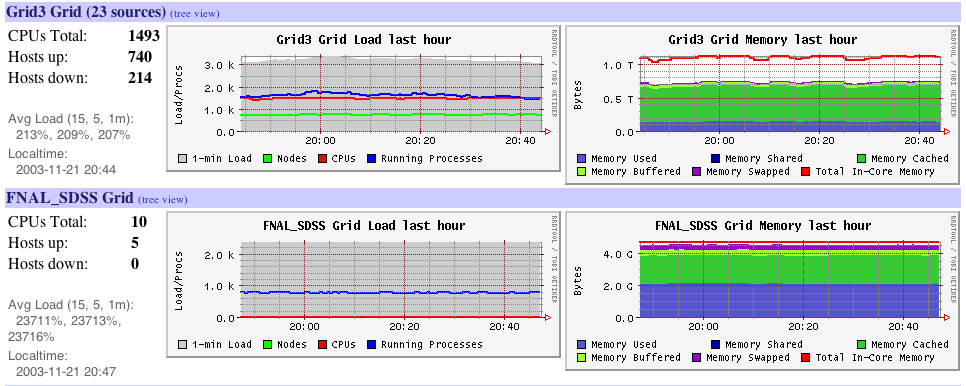 Grid3 Grid (23 sources) (tree view)
CPUs Total: 1493
Hosts up: 740
Hosts down: 214
Avg Load (15, 5, 1m):
213%, 209%, 207%
Localtime:
2003-11-21 20:44
Grid3 Grid Load last hour
Load/Procs
3.0 k
2.0 k
1.0 k
0.0
20:00 20:20 20:40
1-min Load Nodes CPUs Running Processes
RRDTOOL / TOBI OETIKER
Grid3 Grid Memory last hour
Bytes
1.0 T
0.5 T
0.0
20:00 20:20 20:40
Memory Used Memory Shared Memory Cached
Memory Buffered Memory Swapped Total In-Core Memory
RRDTOOL / TOBI OETIKER
FNAL_SDSS Grid (tree view)
CPUs Total: 10
Hosts up: 5
Hosts down: 0
Avg Load (15, 5, 1m):
23711%, 23713%,
23716%
Localtime:
2003-11-21 20:47
FNAL_SDSS Grid Load last hour
Load/Procs
2.0 k
1.0 k
0.0
20:00 20:20 20:40
1-min Load Nodes CPUs Running Processes
RRDTOOL / TOBI OETIKER
FNAL_SDSS Grid Memory last hour
Bytes
4.0 G
2.0 G
0.0
20:00 20:20 20:40
Memory Used Memory Shared Memory Cached
Memory Buffered Memory Swapped Total In-Core Memory
RRDTOOL / TOBI OETIKER